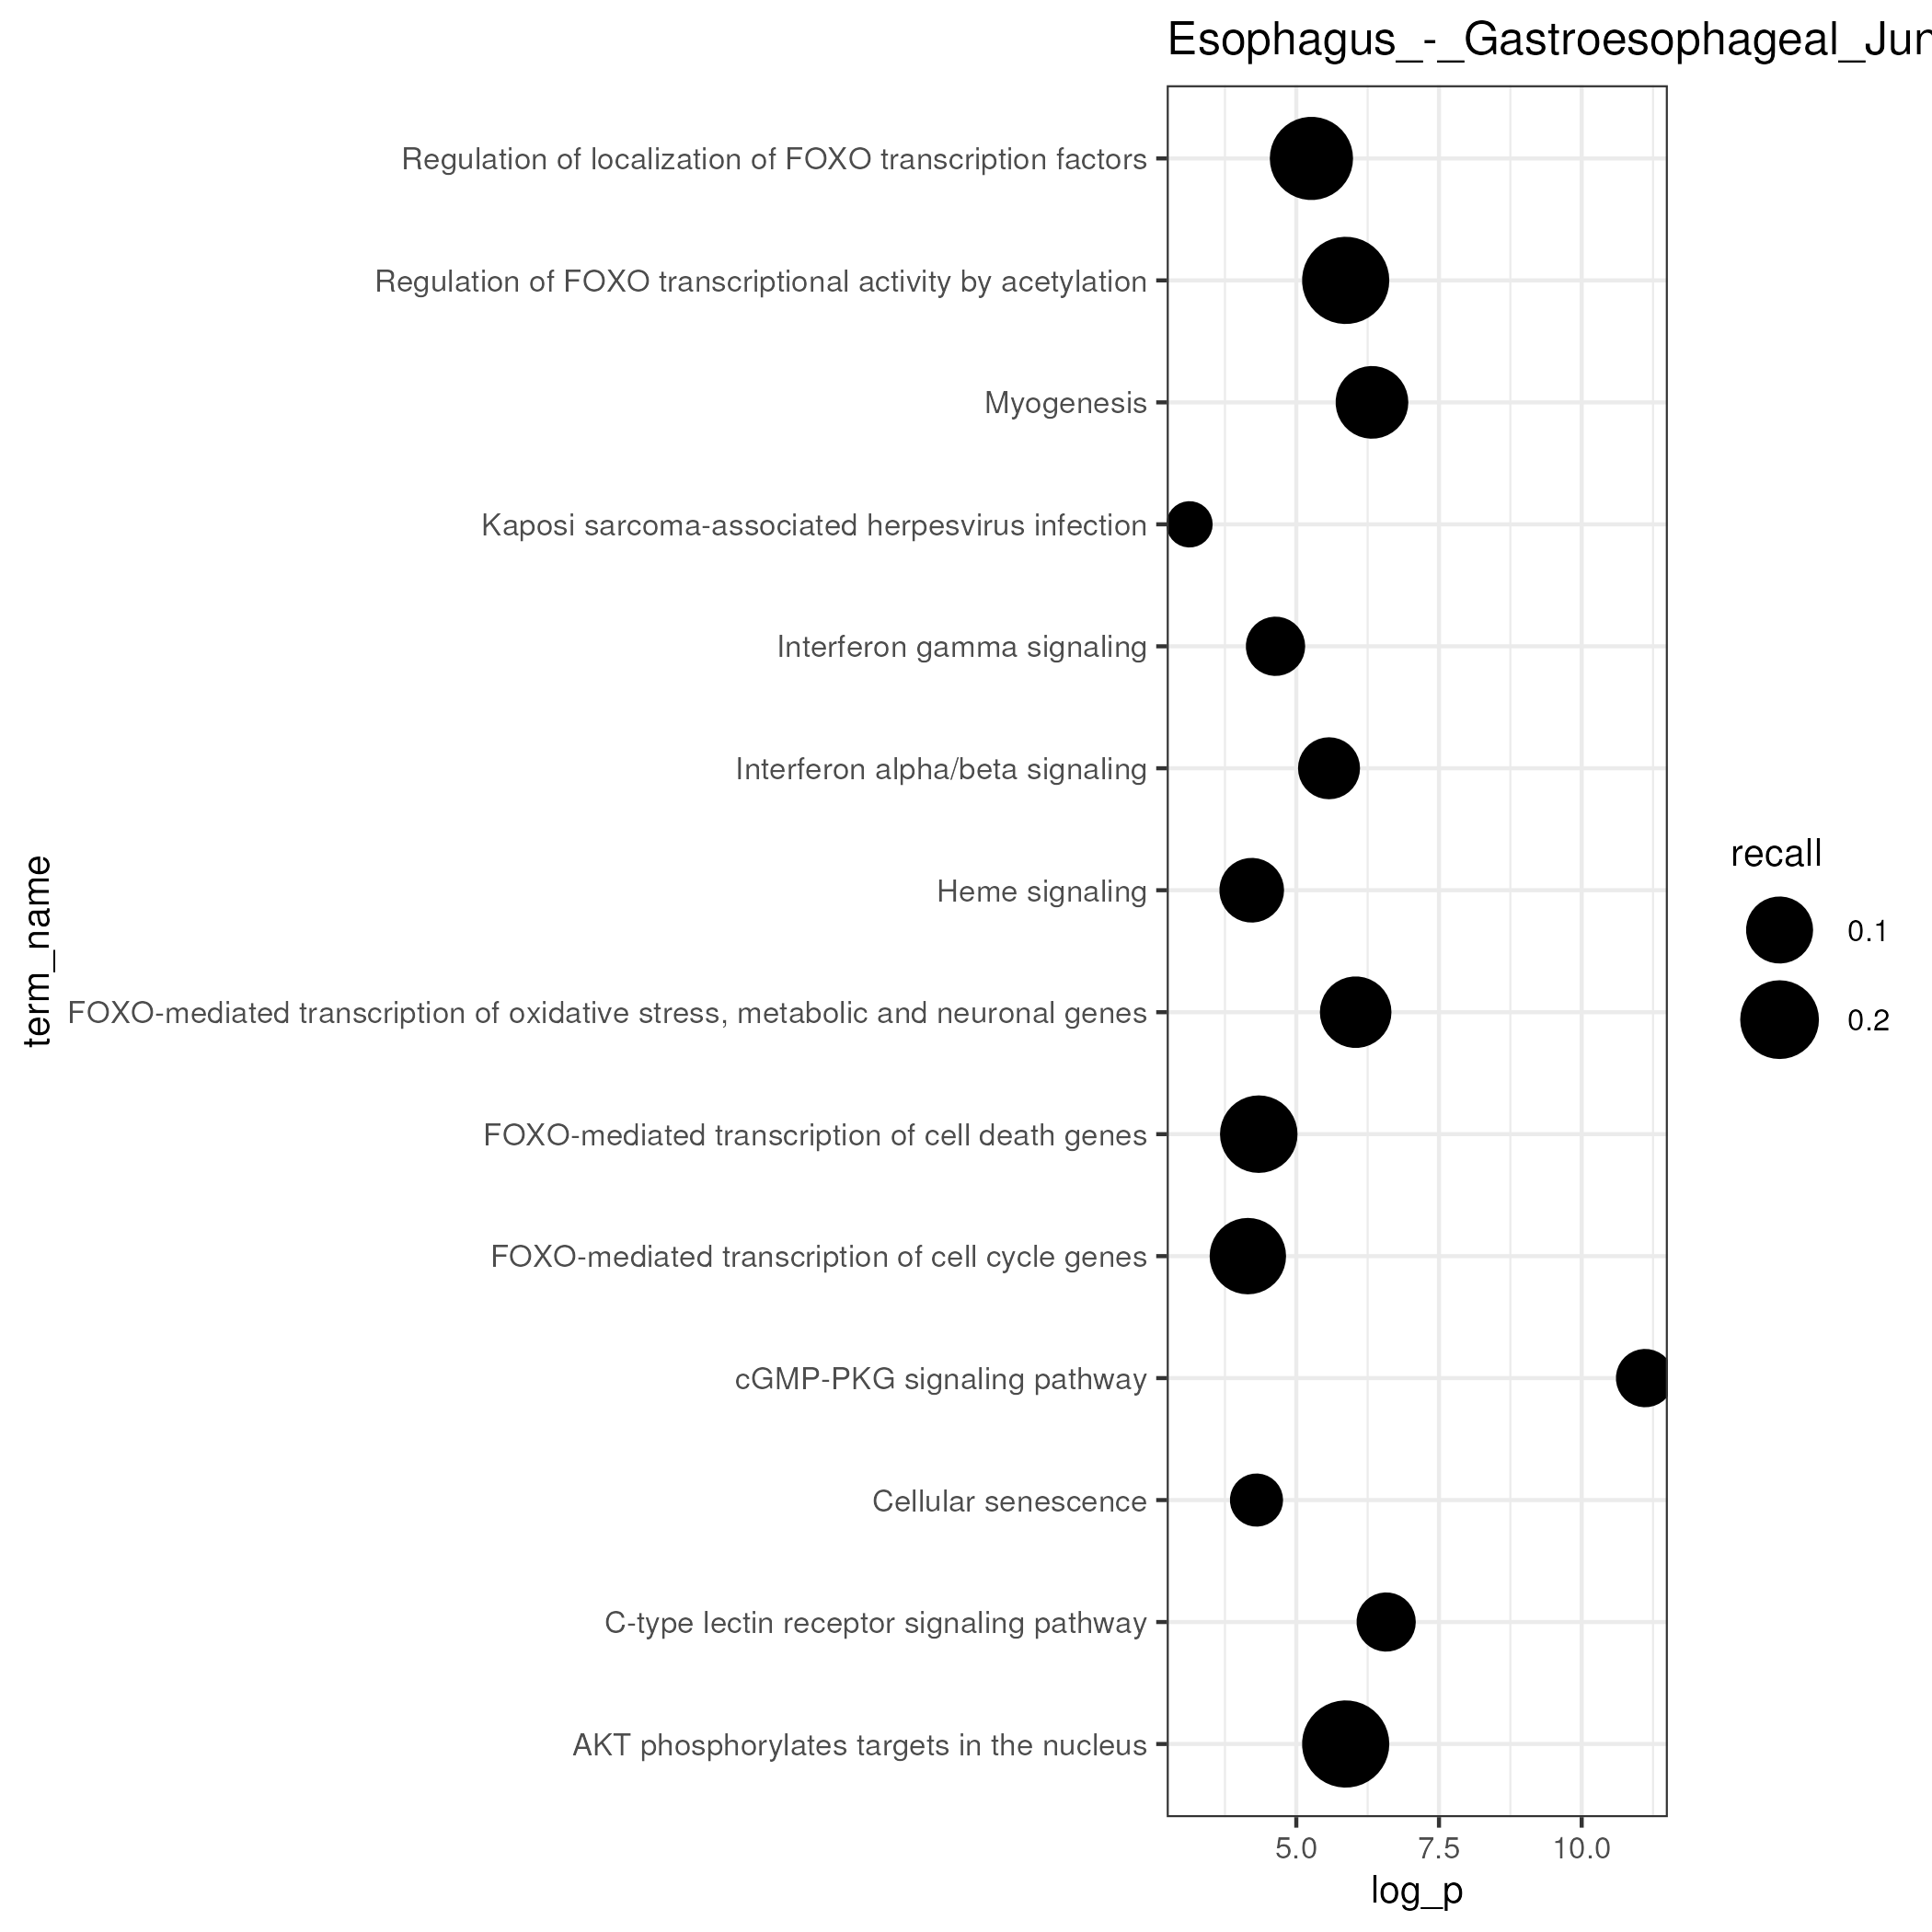 Esophagus_-_Gastroesophageal_Jun
Regulation of localization of FOXO transcription factors
Regulation of FOXO transcriptional activity by acetylation
Myogenesis
Kaposi sarcoma-associated herpesvirus infection
Interferon gamma signaling
Interferon alpha/beta signaling
Heme signaling
FOXO-mediated transcription of oxidative stress, metabolic and neuronal genes
FOXO-mediated transcription of cell death genes
FOXO-mediated transcription of cell cycle genes
cGMP-PKG signaling pathway
Cellular senescence
C-type lectin receptor signaling pathway
AKT phosphorylates targets in the nucleus
term_name
5.0 7.5 10.0
log_p
recall
0.1
0.2